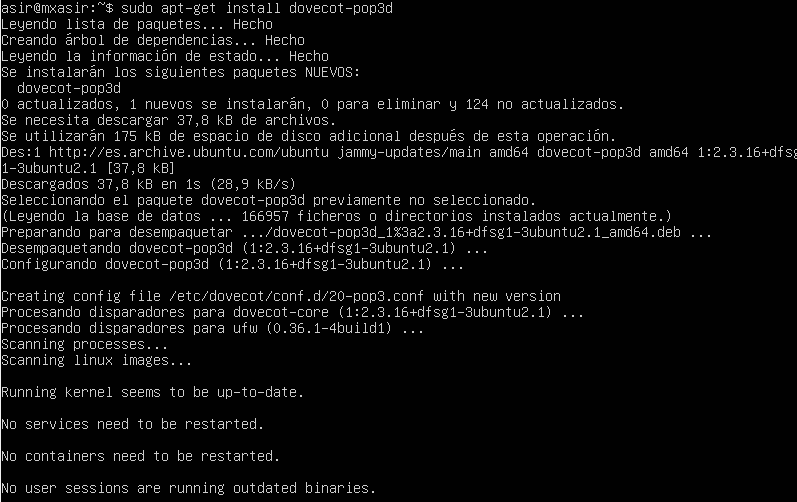 asir@mxasir:~$ sudo apt-get install dovecot-pop3d
Leyendo lista de paquetes... Hecho
Creando árbol de dependencias... Hecho
Leyendo la información de estado... Hecho
Se instalarán los siguientes paquetes NUEVOS:
  dovecot-pop3d
0 actualizados, 1 nuevos se instalarán, 0 para eliminar y 124 no actualizados.
Se necesita descargar 37,8 kB de archivos.
Se utilizarán 175 kB de espacio de disco adicional después de esta operación.
Des:1 http://es.archive.ubuntu.com/ubuntu jammy-updates/main amd64 dovecot-pop3d amd64 1:2.3.16+dfsg
1-3ubuntu2.1 [37,8 kB]
Descargados 37,8 kB en 1s (28,9 kB/s)
Seleccionando el paquete dovecot-pop3d previamente no seleccionado.
(Leyendo la base de datos ... 166957 ficheros o directorios instalados actualmente.)
Preparando para desempaquetar .../dovecot-pop3d_1%3a2.3.16+dfsg1-3ubuntu2.1_amd64.deb ...
Desempaquetando dovecot-pop3d (1:2.3.16+dfsg1-3ubuntu2.1) ...
Configurando dovecot-pop3d (1:2.3.16+dfsg1-3ubuntu2.1) ...

Creating config file /etc/dovecot/conf.d/20-pop3.conf with new version
Procesando disparadores para dovecot-core (1:2.3.16+dfsg1-3ubuntu2.1) ...
Procesando disparadores para ufw (0.36.1-4build1) ...
Scanning processes...
Scanning linux images...

Running kernel seems to be up-to-date.

No services need to be restarted.

No containers need to be restarted.

No user sessions are running outdated binaries.